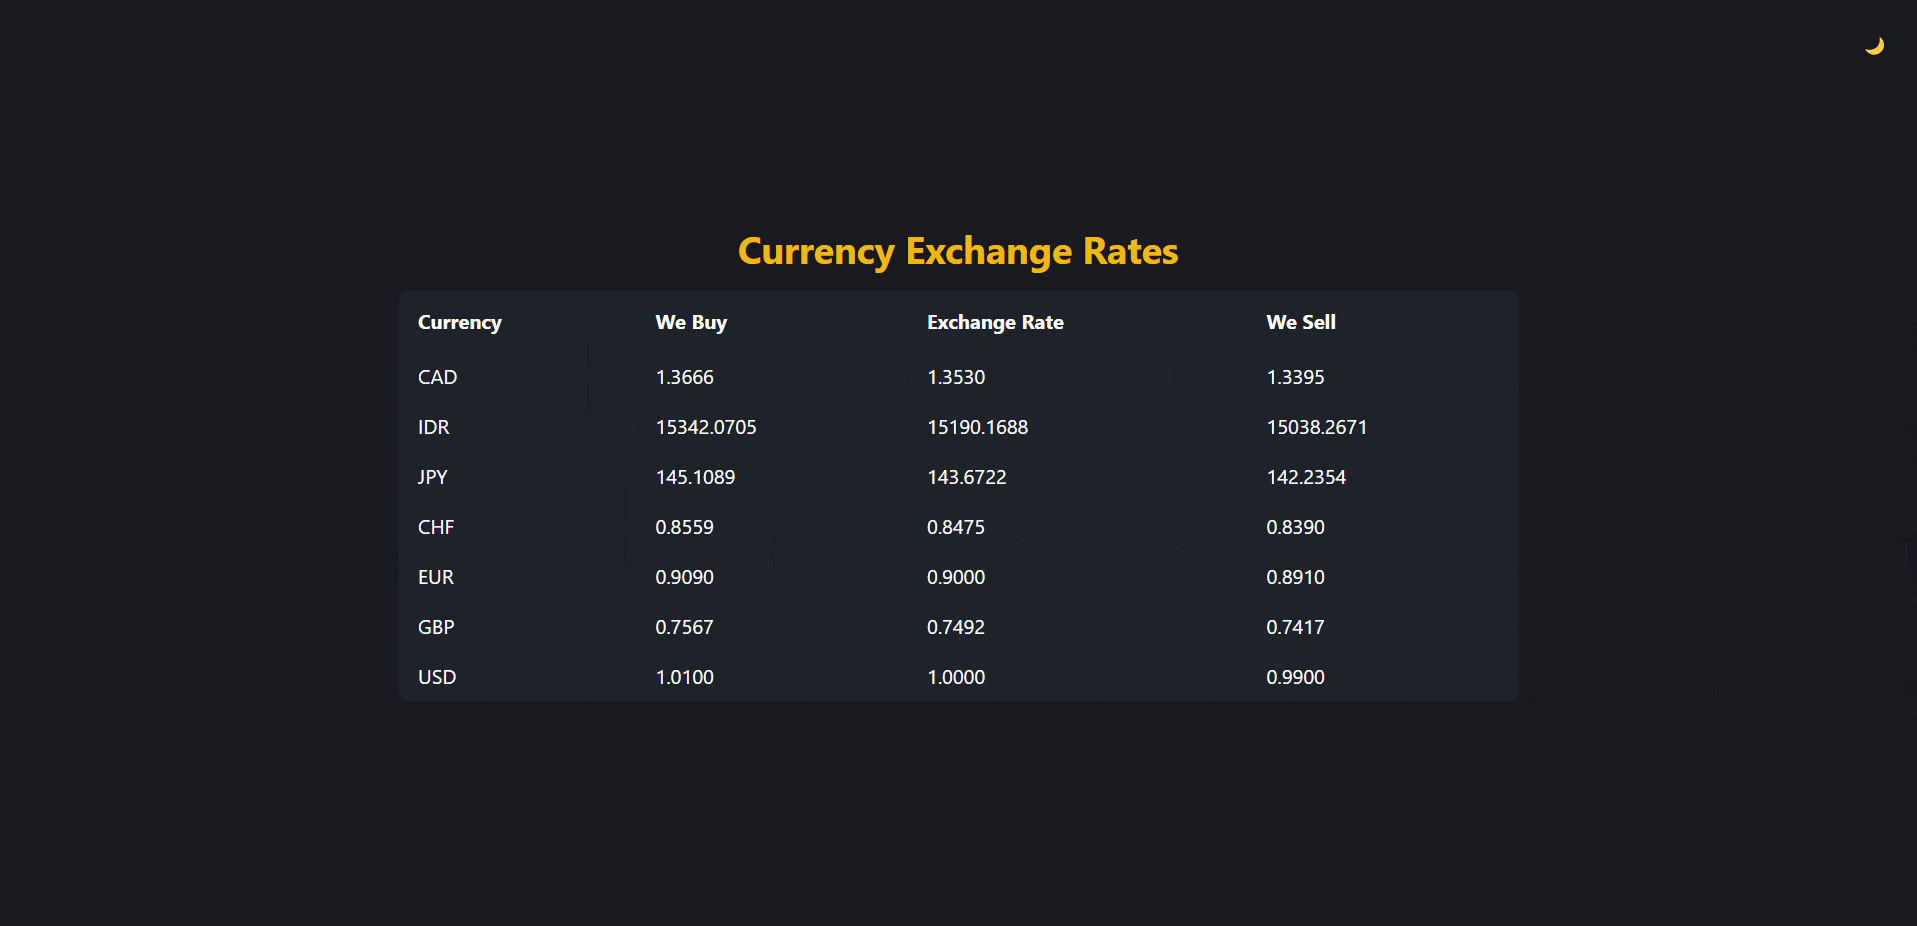 Currency Exchange Rates
Currency We Buy Exchange Rate We Sell
CAD 1.3666 1.3530 1.3395
IDR 15342.0705 15190.1688 15038.2671
JPY 145.1089 143.6722 142.2354
CHF 0.8559 0.8475 0.8390
EUR 0.9090 0.9000 0.8910
GBP 0.7567 0.7492 0.7417
USD 1.0100 1.0000 0.9900